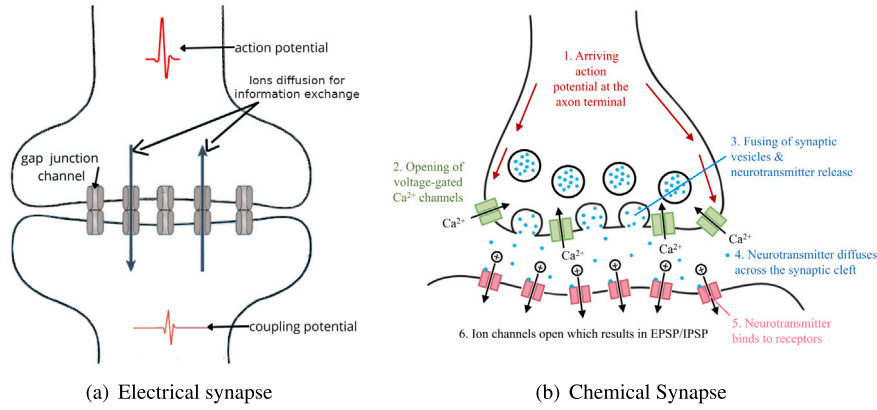 action potential
Ions diffusion for
information exchange
gap junction
channel
coupling potential
(a) Electrical synapse
1. Arriving
action
potential at the
axon terminal
2. Opening of
voltage-gated
Ca²⁺ channels
3. Fusing of synaptic
vesicles &
neurotransmitter release
Ca²⁺
Ca²⁺
Ca²⁺
Ca²⁺
4. Neurotransmitter diffuses
across the synaptic cleft
+
+
+
+
+
+
6. Ion channels open which results in EPSP/IPSP
5. Neurotransmitter
binds to receptors
(b) Chemical Synapse